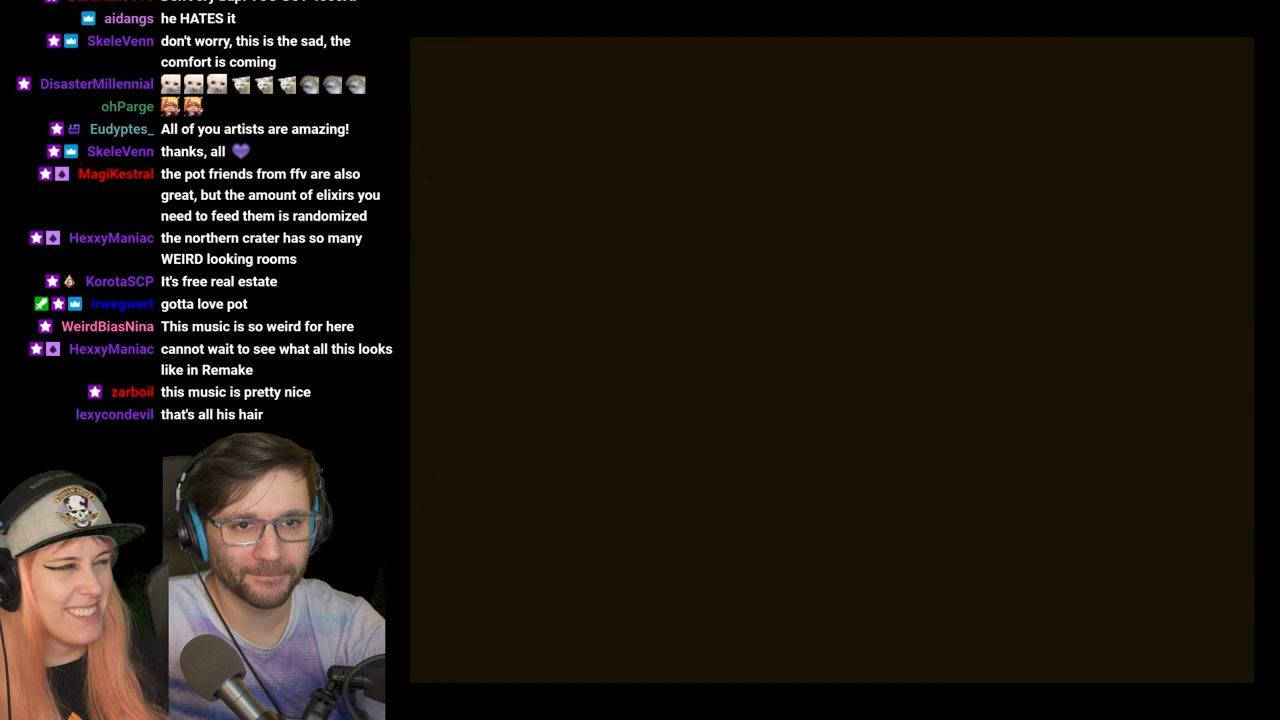 aidangs he HATES it
SkeleVenn don't worry, this is the sad, the
comfort is coming
DisasterMillennial
ohParge
Eudyptes_ All of you artists are amazing!
SkeleVenn thanks, all
MagiKestral the pot friends from ffv are also
great, but the amount of elixirs you
need to feed them is randomized
HexxyManiac the northern crater has so many
WEIRD looking rooms
KorotaSCP It's free real estate
irwegwert gotta love pot
WeirdBiasNina This music is so weird for here
HexxyManiac cannot wait to see what all this looks
like in Remake
zarboil this music is pretty nice
lexycondevil that's all his hair